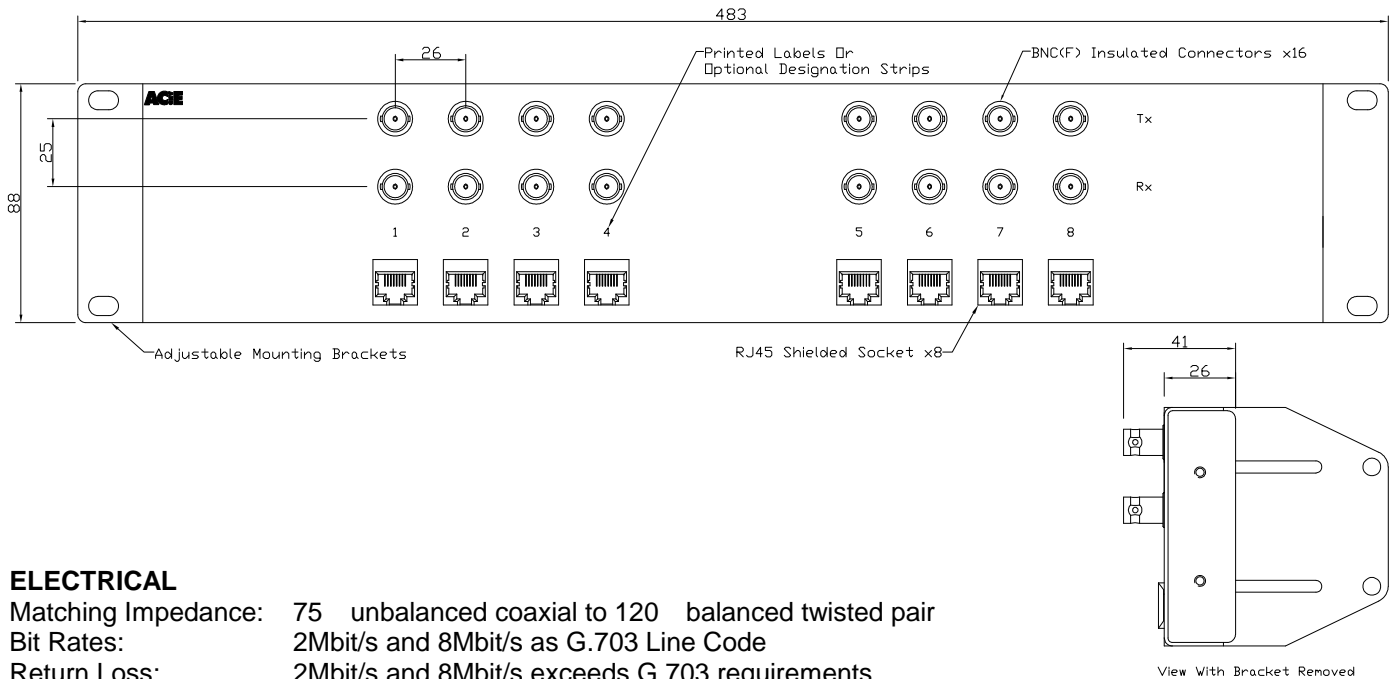 483
26
Printed Labels Or
Optional Designation Strips
BNC(F) Insulated Connectors x16
ACiE
Tx
25
88
Rx
1 2 3 4 5 6 7 8
Adjustable Mounting Brackets
RJ45 Shielded Socket x8
41
26
View With Bracket Removed
ELECTRICAL
Matching Impedance: 75 unbalanced coaxial to 120 balanced twisted pair
Bit Rates: 2Mbit/s and 8Mbit/s as G.703 Line Code
Return Loss: 2Mbit/s and 8Mbit/s exceeds G.703 requirements